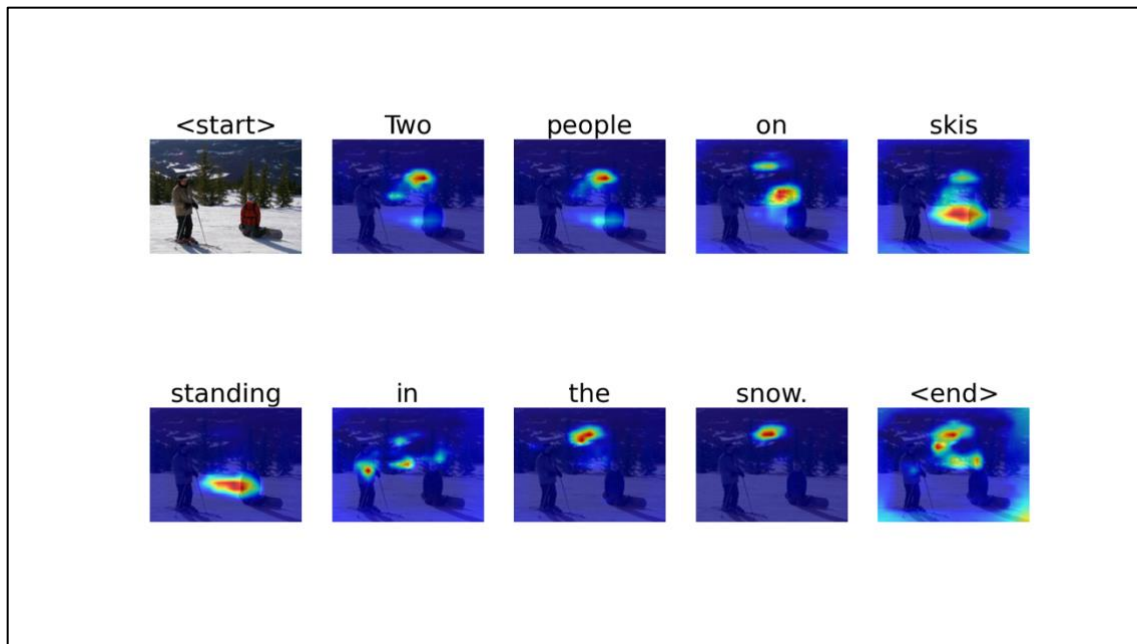 <start> Two people on skis
standing in the snow. <end>